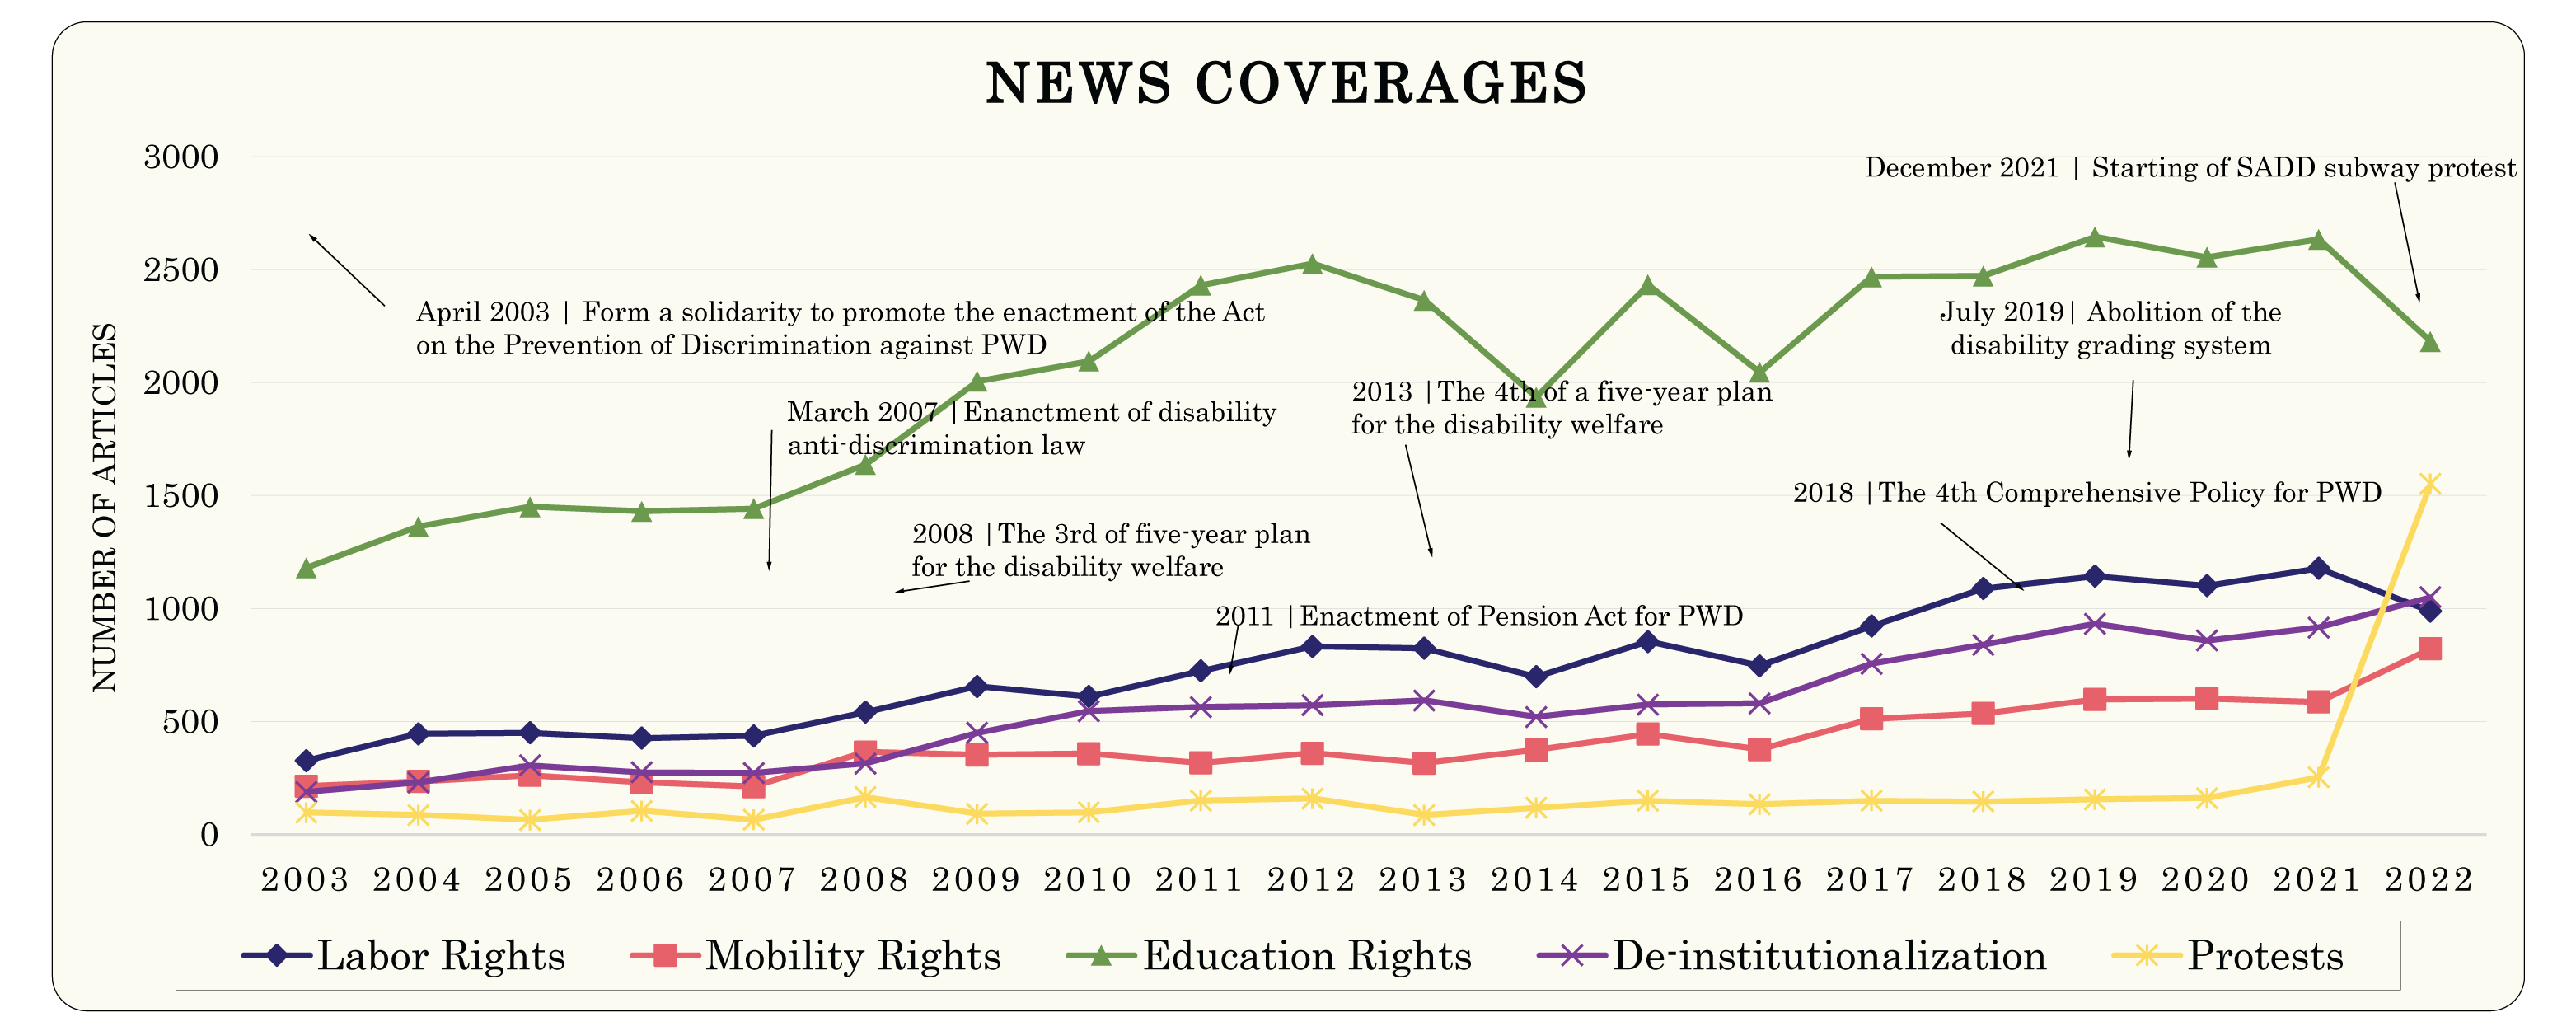 NEWS COVERAGES
NUMBER OF ARTICLES
3000
2500
2000
1500
1000
500
0
December 2021 | Starting of SADD subway protest
April 2003 | Form a solidarity to promote the enactment of the Act
on the Prevention of Discrimination against PWD
July 2019| Abolition of the
disability grading system
2013 |The 4th of a five-year plan
for the disability welfare
March 2007 |Enanctment of disability
anti-discrimination law
2018 |The 4th Comprehensive Policy for PWD
2008 |The 3rd of five-year plan
for the disability welfare
2011 |Enactment of Pension Act for PWD
2003 2004 2005 2006 2007 2008 2009 2010 2011 2012 2013 2014 2015 2016 2017 2018 2019 2020 2021 2022
Labor Rights Mobility Rights Education Rights De-institutionalization Protests